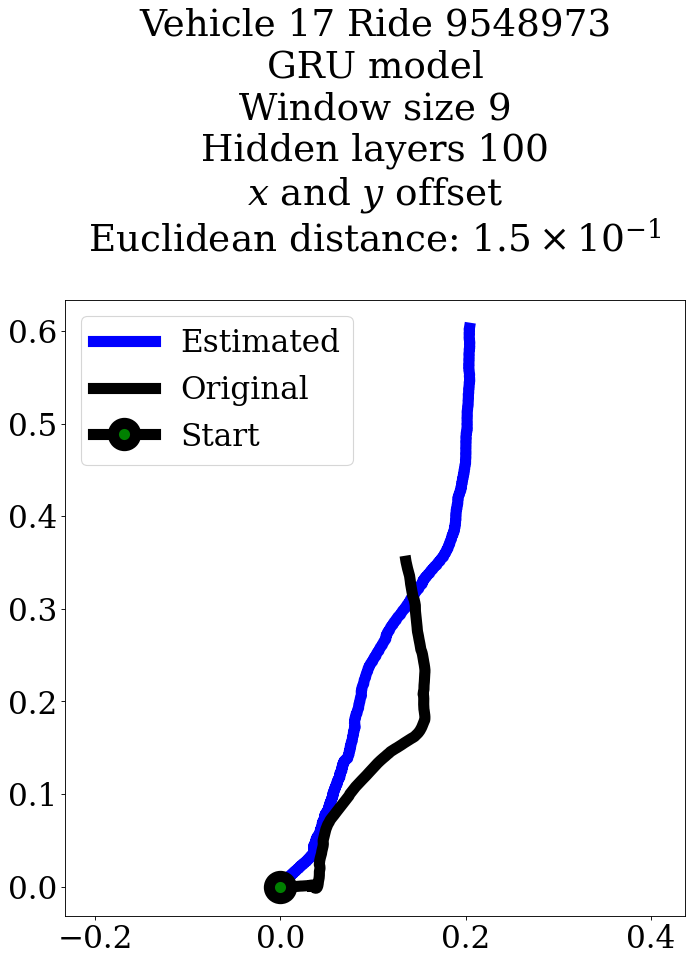 Vehicle 17 Ride 9548973
GRU model
Window size 9
Hidden layers 100
x and y offset
Euclidean distance: 1.5 × 10⁻¹
Estimated
Original
Start
0.6
0.5
0.4
0.3
0.2
0.1
0.0
−0.2 0.0 0.2 0.4